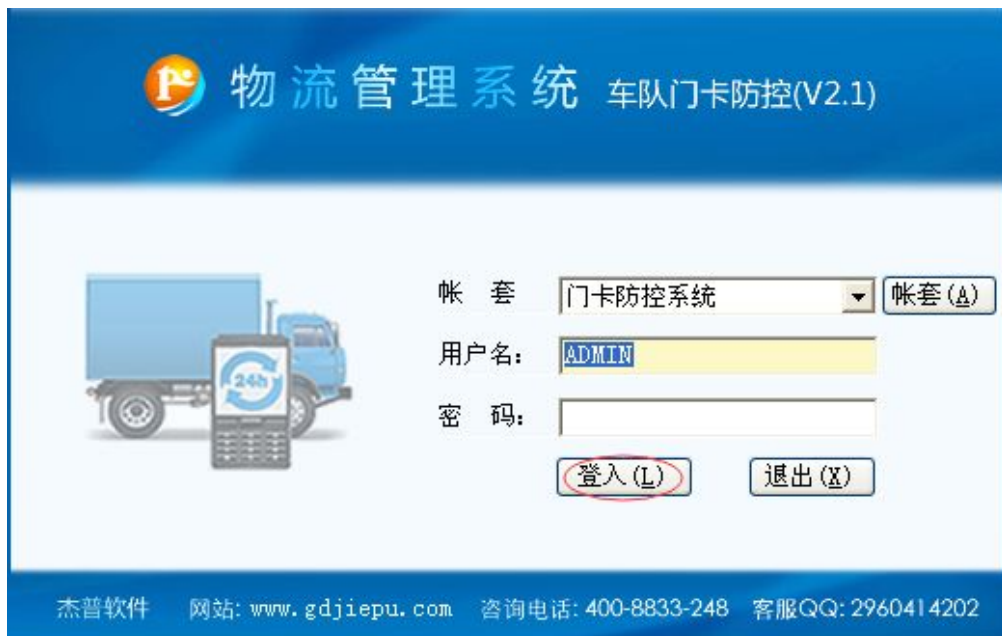 物流管理系统 车队门卡防控(V2.1)
帐 套 门卡防控系统 帐套(A)
用户名: ADMIN
24h
密 码:
登入(L) 退出(X)
杰普软件 网站: www.gdjiepu.com 咨询电话: 400-8833-248 客服QQ: 2960414202